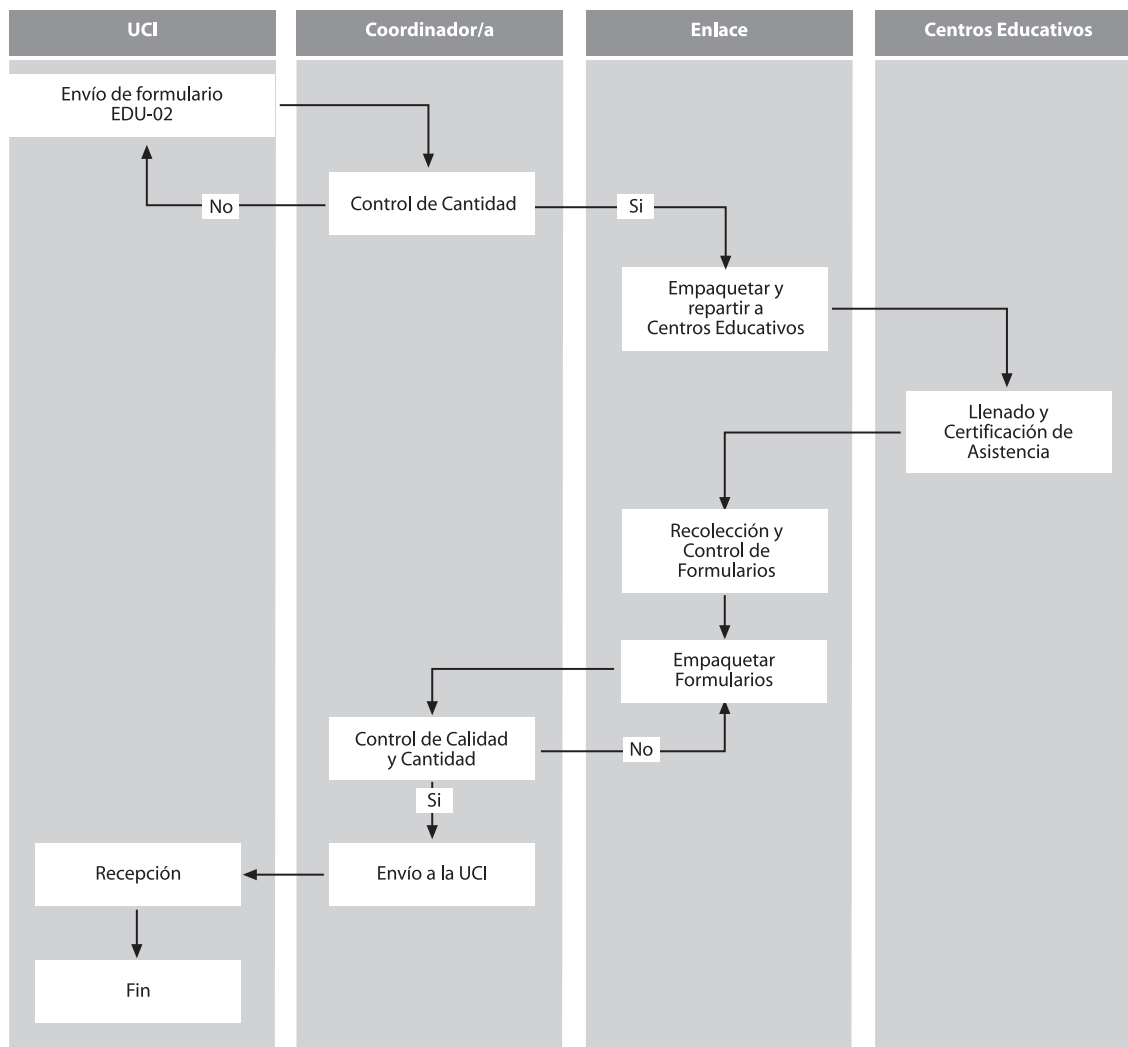 UCI
Coordinador/a
Enlace
Centros Educativos
Envío de formulario
EDU-02
No
Control de Cantidad
Si
Empaquetar y
repartir a
Centros Educativos
Llenado y
Certificación de
Asistencia
Recolección y
Control de
Formularios
Empaquetar
Formularios
Control de Calidad
y Cantidad
No
Si
Recepción
Envío a la UCI
Fin